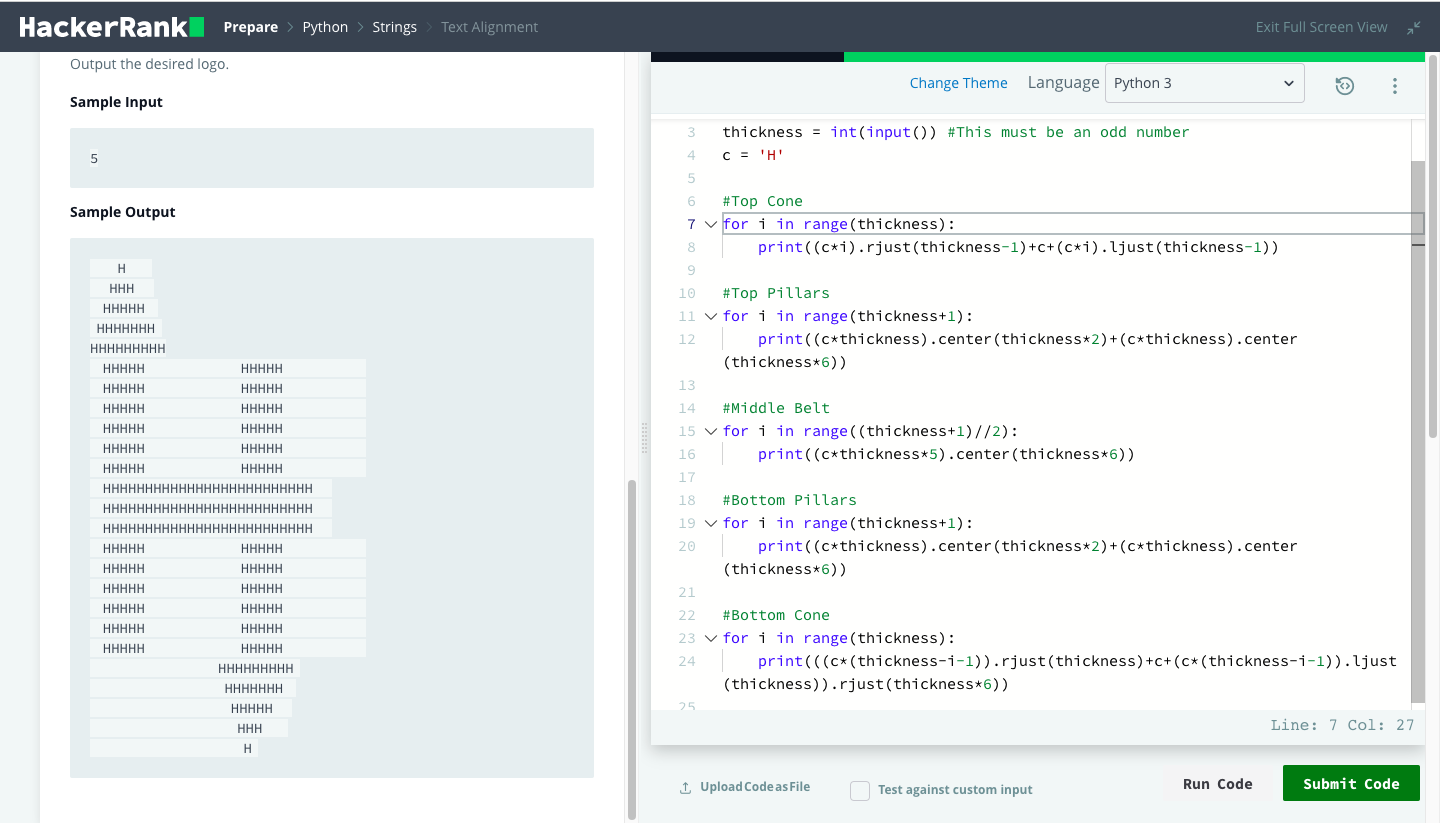 HackerRank Prepare > Python > Strings > Text Alignment Exit Full Screen View
Output the desired logo.
Sample Input
5
Sample Output
    H
   HHH
  HHHHH
 HHHHHHH
HHHHHHHHH
  HHHHH               HHHHH
  HHHHH               HHHHH
  HHHHH               HHHHH
  HHHHH               HHHHH
  HHHHH               HHHHH
  HHHHH               HHHHH
  HHHHHHHHHHHHHHHHHHHHHHHHH
  HHHHHHHHHHHHHHHHHHHHHHHHH
  HHHHHHHHHHHHHHHHHHHHHHHHH
  HHHHH               HHHHH
  HHHHH               HHHHH
  HHHHH               HHHHH
  HHHHH               HHHHH
  HHHHH               HHHHH
  HHHHH               HHHHH
                    HHHHHHHHH
                     HHHHHHH
                      HHHHH
                       HHH
                        H
Change Theme Language Python 3
3 thickness = int(input()) #This must be an odd number
4 c = 'H'
5
6 #Top Cone
7 for i in range(thickness):
8     print((c*i).rjust(thickness-1)+c+(c*i).ljust(thickness-1))
9
10 #Top Pillars
11 for i in range(thickness+1):
12     print((c*thickness).center(thickness*2)+(c*thickness).center
(thickness*6))
13
14 #Middle Belt
15 for i in range((thickness+1)//2):
16     print((c*thickness*5).center(thickness*6))
17
18 #Bottom Pillars
19 for i in range(thickness+1):
20     print((c*thickness).center(thickness*2)+(c*thickness).center
(thickness*6))
21
22 #Bottom Cone
23 for i in range(thickness):
24     print(((c*(thickness-i-1)).rjust(thickness)+c+(c*(thickness-i-1)).ljust
(thickness)).rjust(thickness*6))
25
Line: 7 Col: 27
Upload Code as File Test against custom input Run Code Submit Code